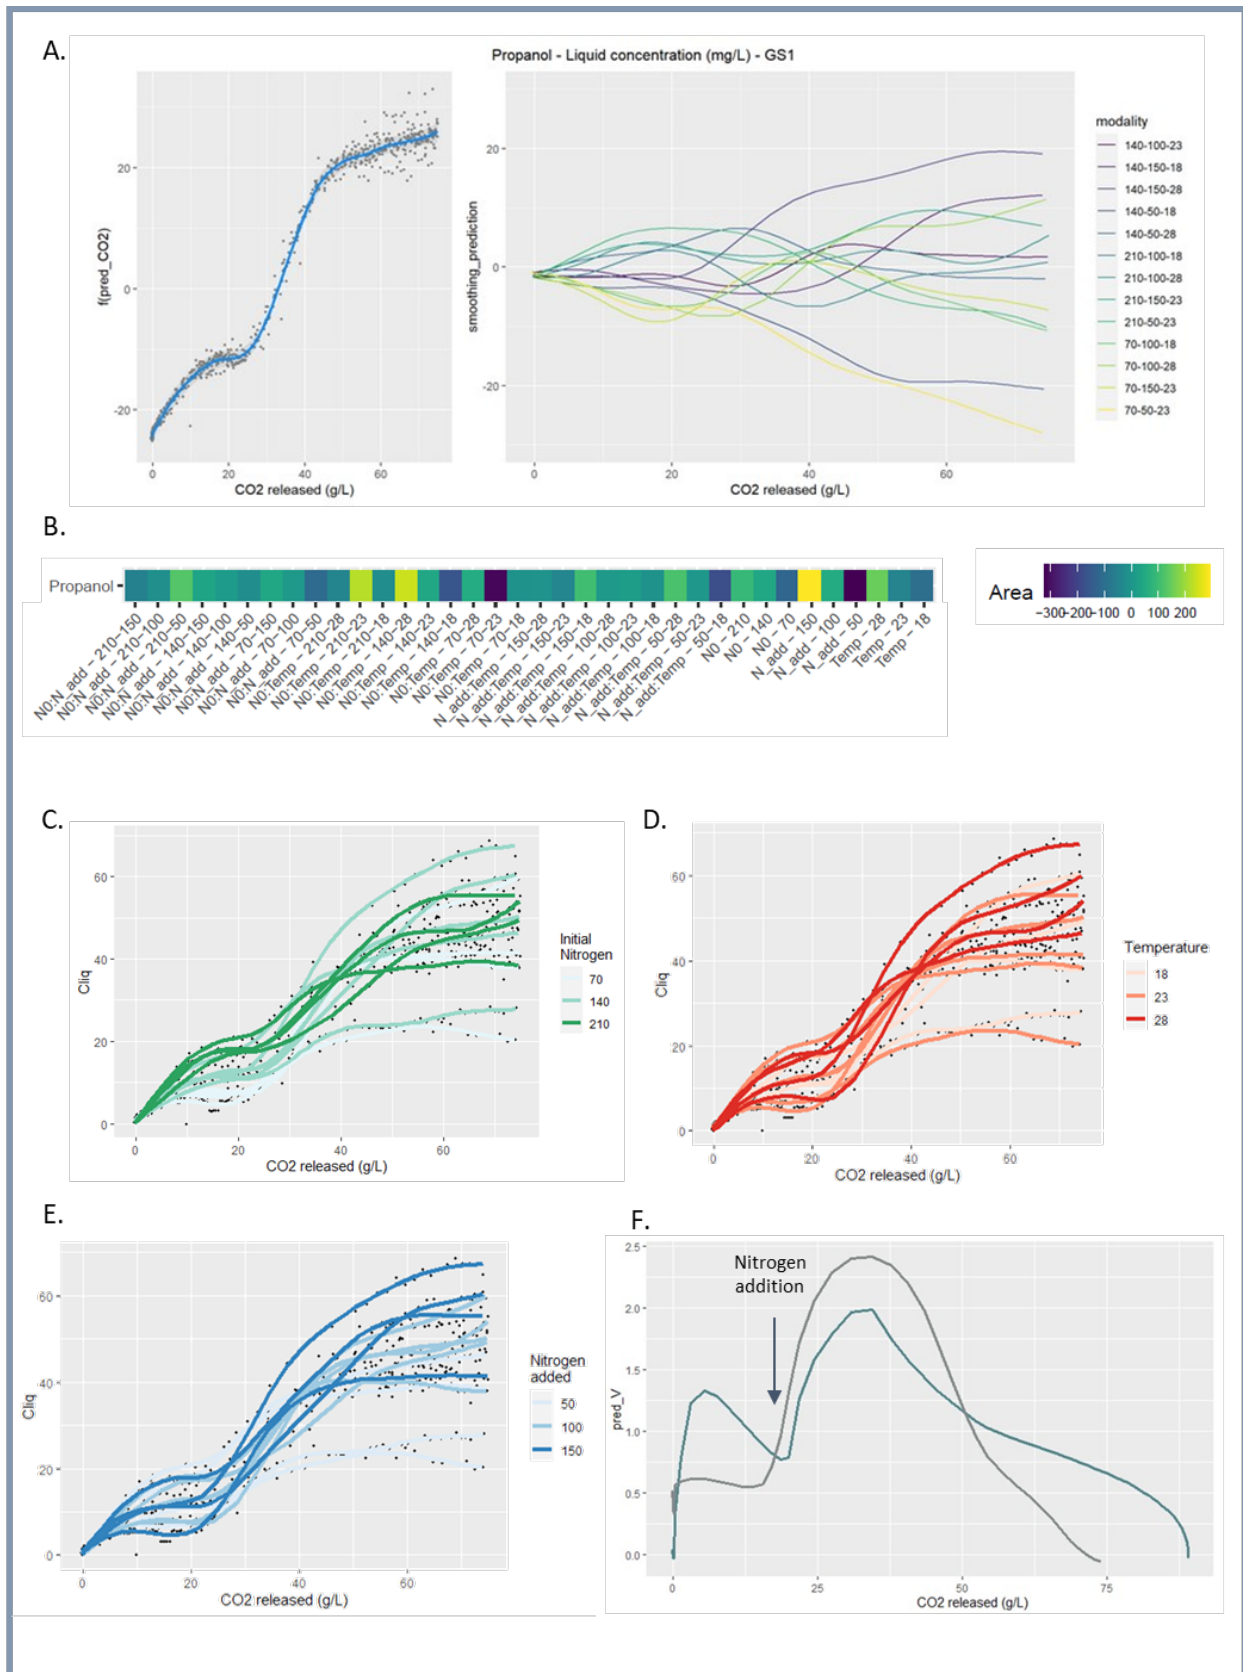 A.
Propanol - Liquid concentration (mg/L) - GS1
f(pred_CO2)
20
0
-20
0 20 40 60
CO2 released (g/L)
smoothing_prediction
20
0
-20
0 20 40 60
CO2 released (g/L)
modality
140-100-23
140-150-18
140-150-28
140-50-18
140-50-28
210-100-18
210-100-28
210-150-23
210-50-23
70-100-18
70-100-28
70-150-23
70-50-23
B.
Propanol
N0:N_add - 210-150
N0:N_add - 210-100
N0:N_add - 210-50
N0:N_add - 140-150
N0:N_add - 140-100
N0:N_add - 140-50
N0:N_add - 70-150
N0:N_add - 70-100
N0:N_add - 70-50
N0:Temp - 210-28
N0:Temp - 210-23
N0:Temp - 210-18
N0:Temp - 140-28
N0:Temp - 140-23
N0:Temp - 140-18
N0:Temp - 70-28
N0:Temp - 70-23
N0:Temp - 70-18
N_add:Temp - 150-28
N_add:Temp - 150-23
N_add:Temp - 150-18
N_add:Temp - 100-28
N_add:Temp - 100-23
N_add:Temp - 100-18
N_add:Temp - 50-28
N_add:Temp - 50-23
N_add:Temp - 50-18
N0 - 210
N0 - 140
N0 - 70
N_add - 150
N_add - 100
N_add - 50
Temp - 28
Temp - 23
Temp - 18
Area
-300-200-100 0 100 200
C.
Cliq
60
40
20
0
0 20 40 60
CO2 released (g/L)
Initial
Nitrogen
70
140
210
D.
Cliq
60
40
20
0
0 20 40 60
CO2 released (g/L)
Temperature
18
23
28
E.
Cliq
60
40
20
0
0 20 40 60
CO2 released (g/L)
Nitrogen
added
50
100
150
F.
Nitrogen
addition
pred_V
2.5
2.0
1.5
1.0
0.5
0.0
0 25 50 75
CO2 released (g/L)